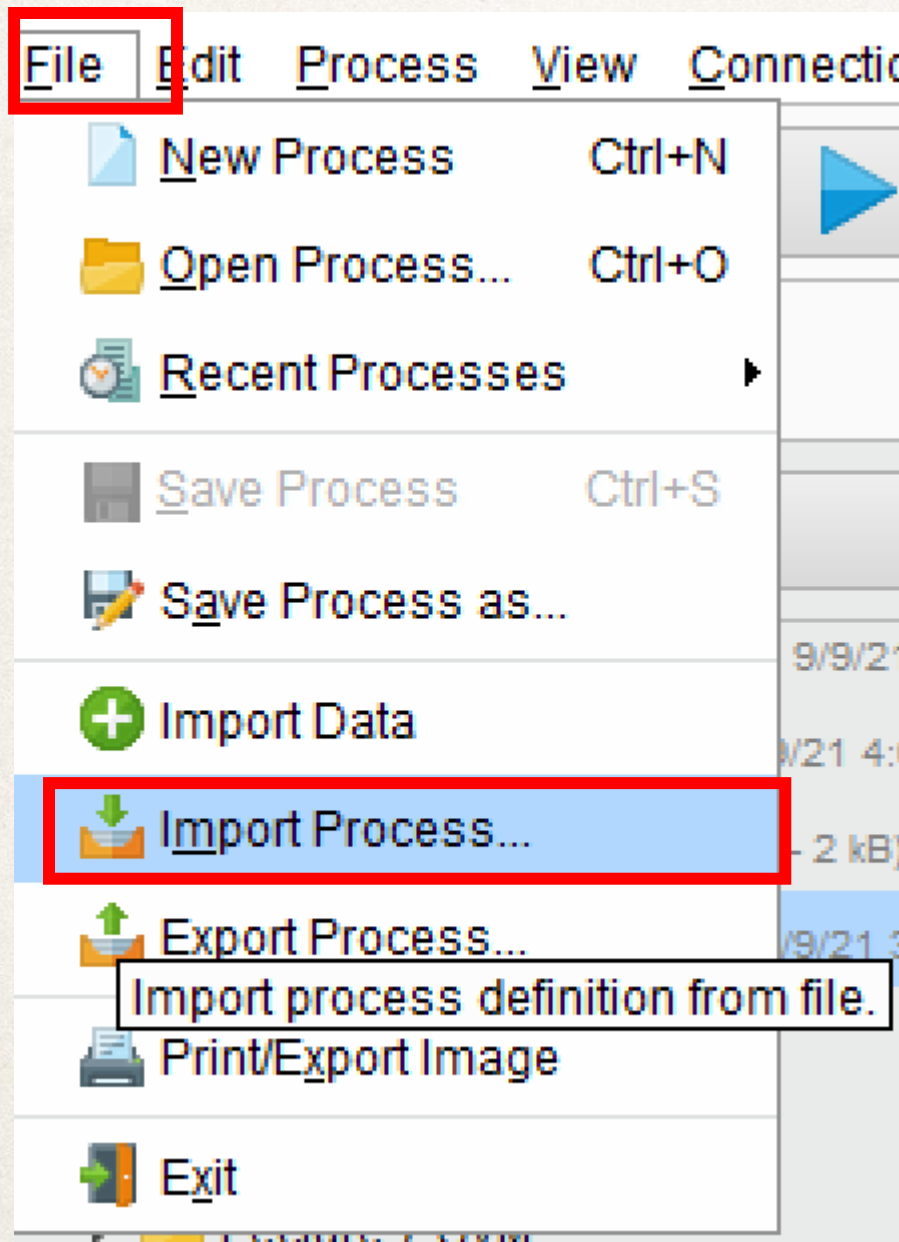 File Edit Process View
New Process Ctrl+N
Open Process... Ctrl+O
Recent Processes
Save Process Ctrl+S
Save Process as...
9/9/21
Import Data
/21 4:
Import Process...
- 2 kB)
Export Process...
/9/21 3
Import process definition from file.
Print/Export Image
Exit